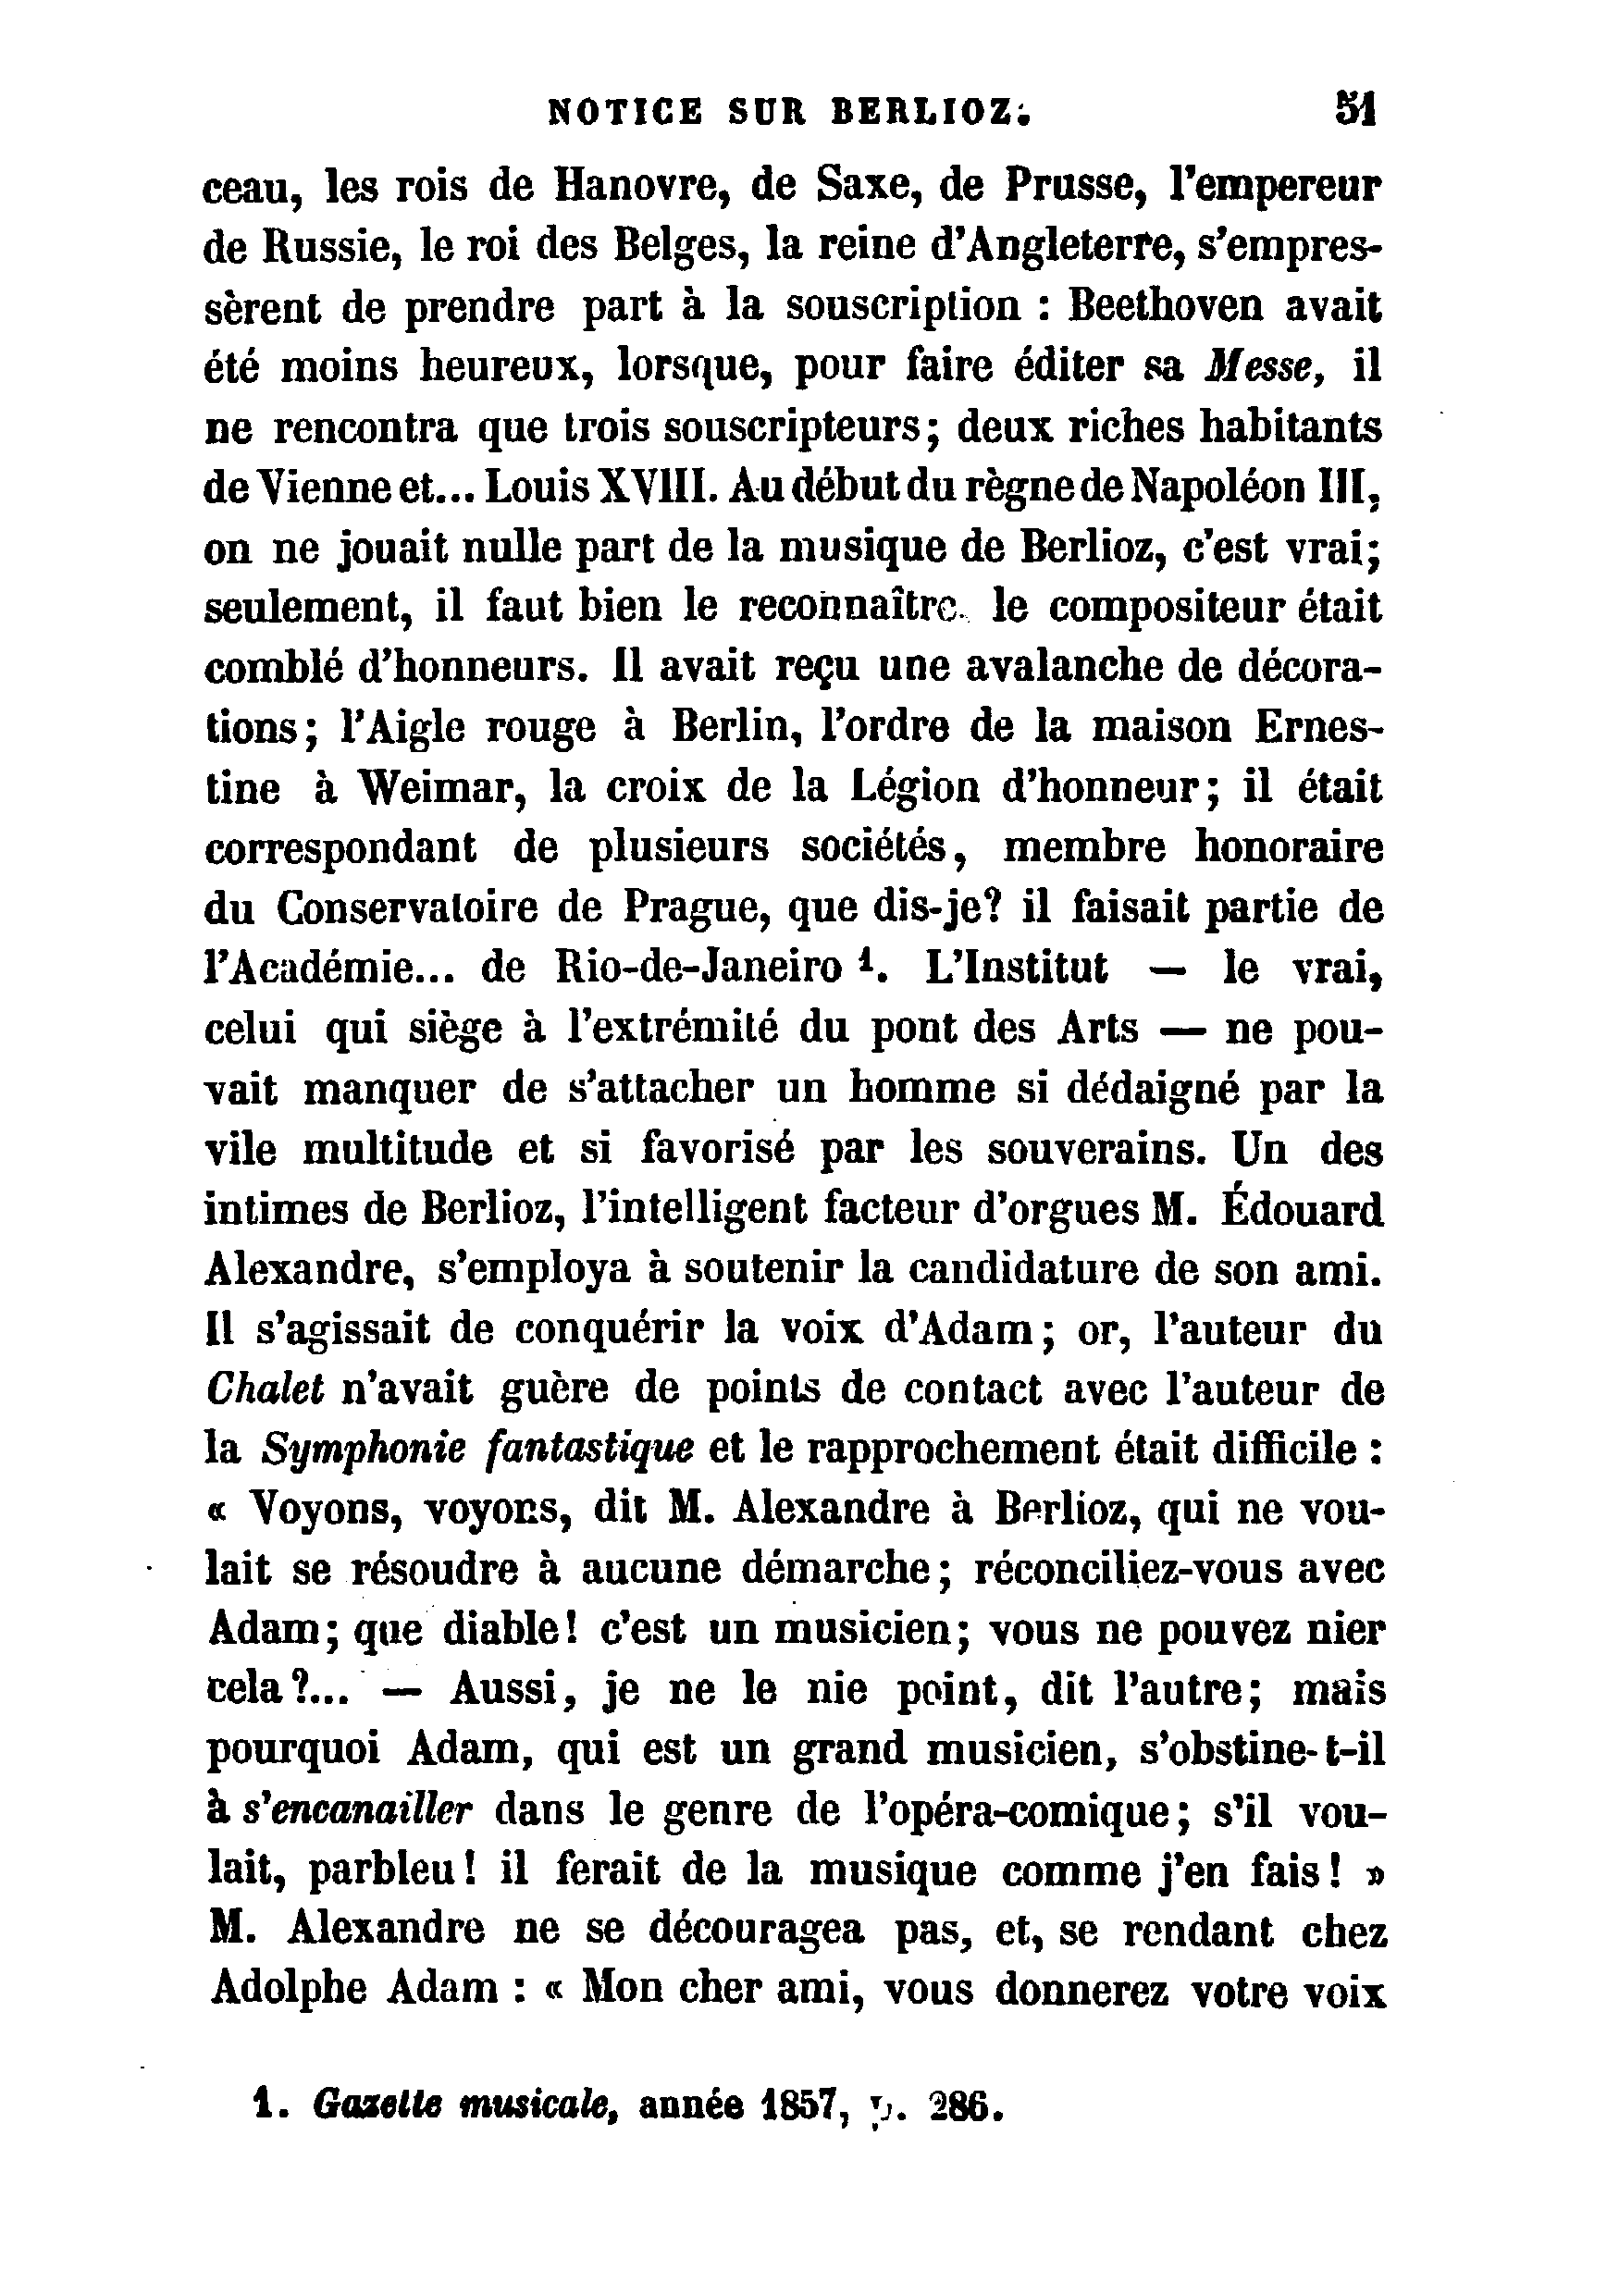 NOTICE SUR BERLIOZ. 51
ceau, les rois de Hanovre, de Saxe, de Prusse, l'empereur
de Russie, le roi des Belges, la reine d'Angleterre, s'empres-
sèrent de prendre part à la souscription : Beethoven avait
été moins heureux, lorsque, pour faire éditer sa Messe, il
ne rencontra que trois souscripteurs; deux riches habitants
de Vienne et... Louis XVIII. Au début du règne de Napoléon III,
on ne jouait nulle part de la musique de Berlioz, c'est vrai;
seulement, il faut bien le reconnaître, le compositeur était
comblé d'honneurs. Il avait reçu une avalanche de décora-
tions; l'Aigle rouge à Berlin, l'ordre de la maison Ernes-
tine à Weimar, la croix de la Légion d'honneur; il était
correspondant de plusieurs sociétés, membre honoraire
du Conservatoire de Prague, que dis-je? il faisait partie de
l'Académie... de Rio-de-Janeiro 1. L'Institut — le vrai,
celui qui siège à l'extrémité du pont des Arts — ne pou-
vait manquer de s'attacher un homme si dédaigné par la
vile multitude et si favorisé par les souverains. Un des
intimes de Berlioz, l'intelligent facteur d'orgues M. Édouard
Alexandre, s'employa à soutenir la candidature de son ami.
Il s'agissait de conquérir la voix d'Adam; or, l'auteur du
Chalet n'avait guère de points de contact avec l'auteur de
la Symphonie fantastique et le rapprochement était difficile :
« Voyons, voyons, dit M. Alexandre à Berlioz, qui ne vou-
lait se résoudre à aucune démarche; réconciliez-vous avec
Adam; que diable! c'est un musicien; vous ne pouvez nier
cela?... — Aussi, je ne le nie point, dit l'autre; mais
pourquoi Adam, qui est un grand musicien, s'obstine-t-il
à s'encanailler dans le genre de l'opéra-comique; s'il vou-
lait, parbleu! il ferait de la musique comme j'en fais! »
M. Alexandre ne se découragea pas, et, se rendant chez
Adolphe Adam : « Mon cher ami, vous donnerez votre voix
1. Gazette musicale, année 1857, p. 286.